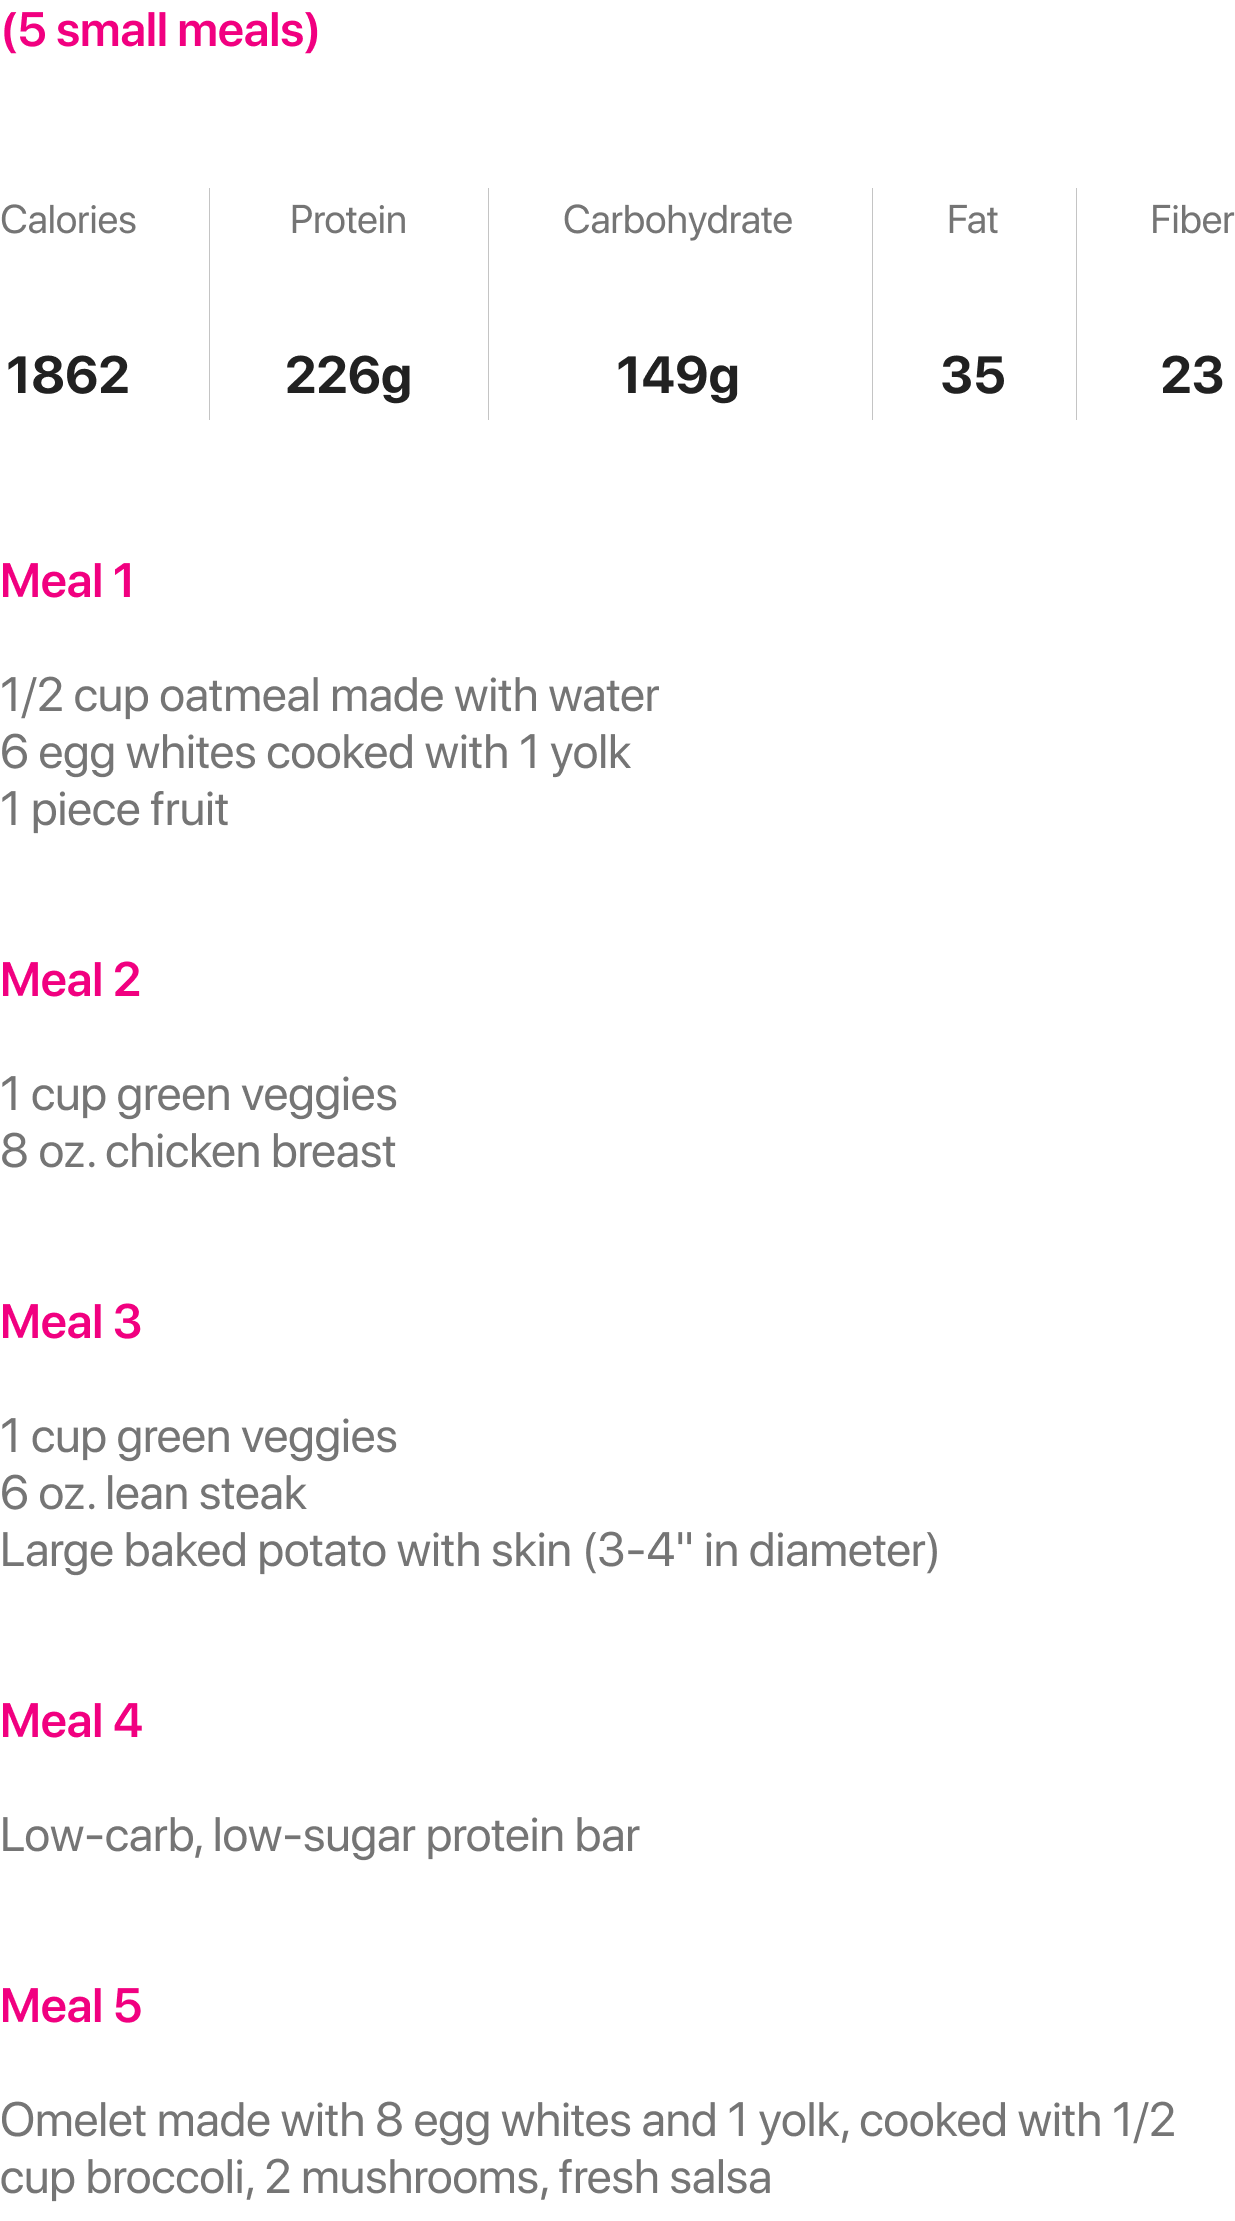 (5 small meals)
Calories Protein Carbohydrate Fat Fiber
1862 226g 149g 35 23
Meal 1
1/2 cup oatmeal made with water
6 egg whites cooked with 1 yolk
1 piece fruit
Meal 2
1 cup green veggies
8 oz. chicken breast
Meal 3
1 cup green veggies
6 oz. lean steak
Large baked potato with skin (3-4" in diameter)
Meal 4
Low-carb, low-sugar protein bar
Meal 5
Omelet made with 8 egg whites and 1 yolk, cooked with 1/2
cup broccoli, 2 mushrooms, fresh salsa